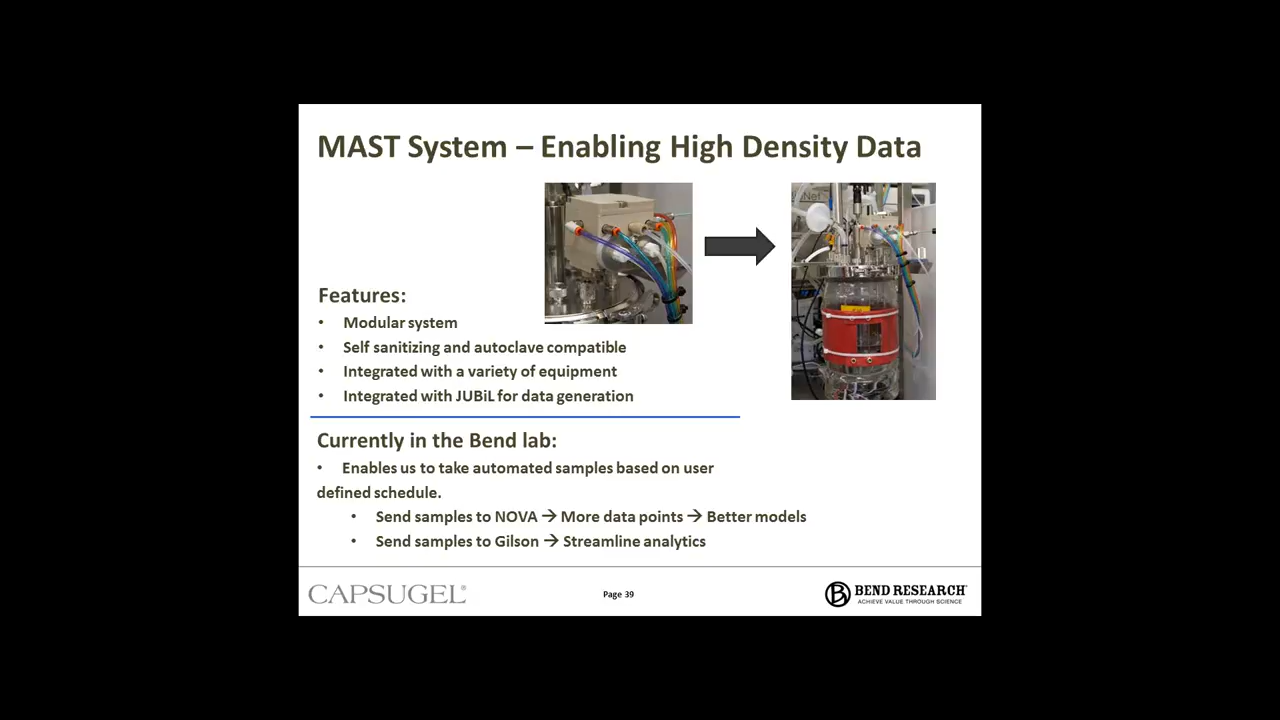 MAST System – Enabling High Density Data
Features:
• Modular system
• Self sanitizing and autoclave compatible
• Integrated with a variety of equipment
• Integrated with JUBiL for data generation
Currently in the Bend lab:
• Enables us to take automated samples based on user
defined schedule.
• Send samples to NOVA → More data points → Better models
• Send samples to Gilson → Streamline analytics
CAPSUGEL®
Page 39
BEND RESEARCH
ACHIEVE VALUE THROUGH SCIENCE